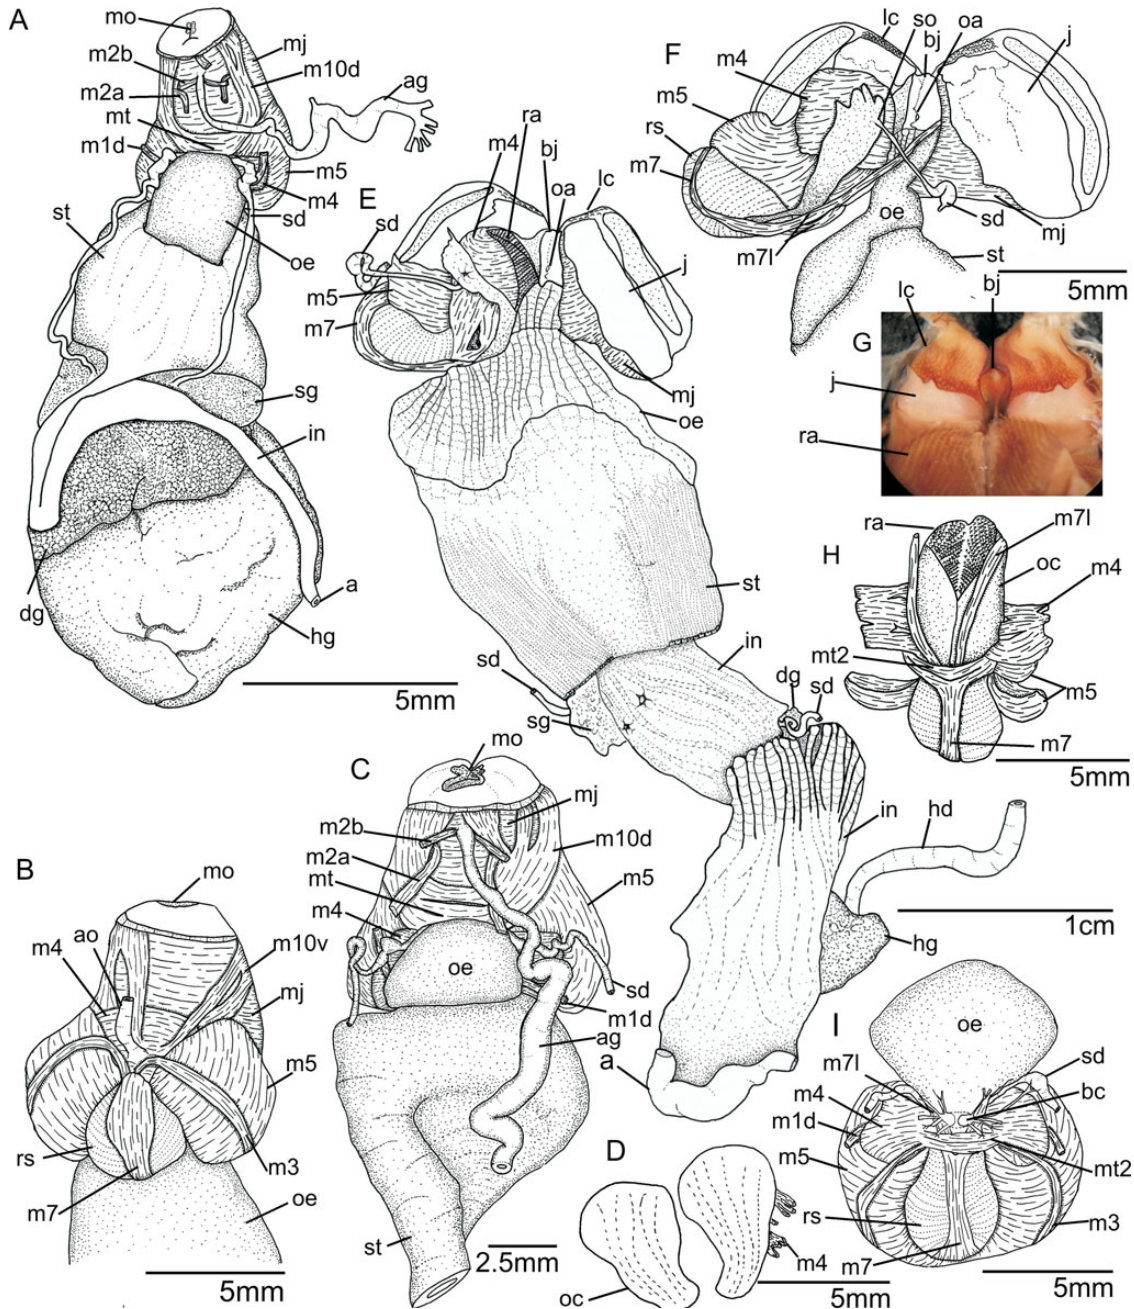 A
mo
m2b
m2a
mt
m1d
st
mj
m10d
ag
m5
m4
sd
oe
sg
in
a
dg
hg
5mm
E
sd
m5
m7
m4
ra
bj
oa
lc
j
mj
oe
st
in
sd
sg
dg
sd
in
hd
hg
a
1cm
F
lc
so
bj
oa
j
m4
m5
rs
m7
m7l
oe
sd
mj
st
5mm
G
lc
bj
j
ra
H
ra
m7l
oc
m4
mt2
m5
m7
5mm
B
mo
ao
m4
m10v
mj
m5
m3
rs
m7
oe
5mm
C
mo
m2b
m2a
mt
m4
mj
m10d
m5
oe
sd
m1d
ag
st
2.5mm
D
oc
m4
5mm
I
oe
m7l
m4
m1d
m5
rs
m7
sd
bc
mt2
m3
5mm